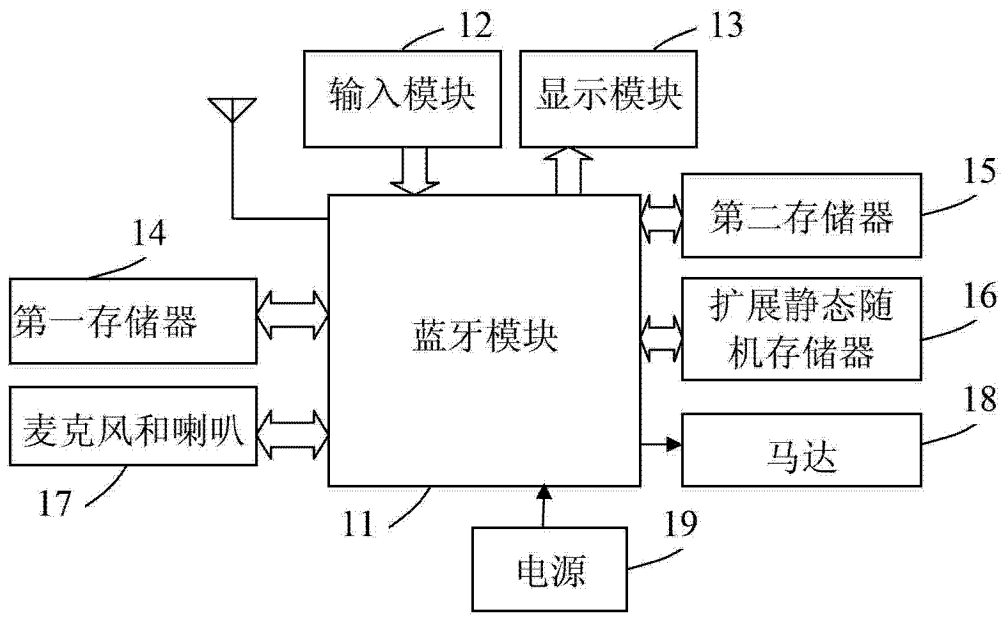 12
13
输入模块
显示模块
15
第二存储器
14
第一存储器
蓝牙模块
16
扩展静态随
机存储器
麦克风和喇叭
17
18
马达
11
19
电源